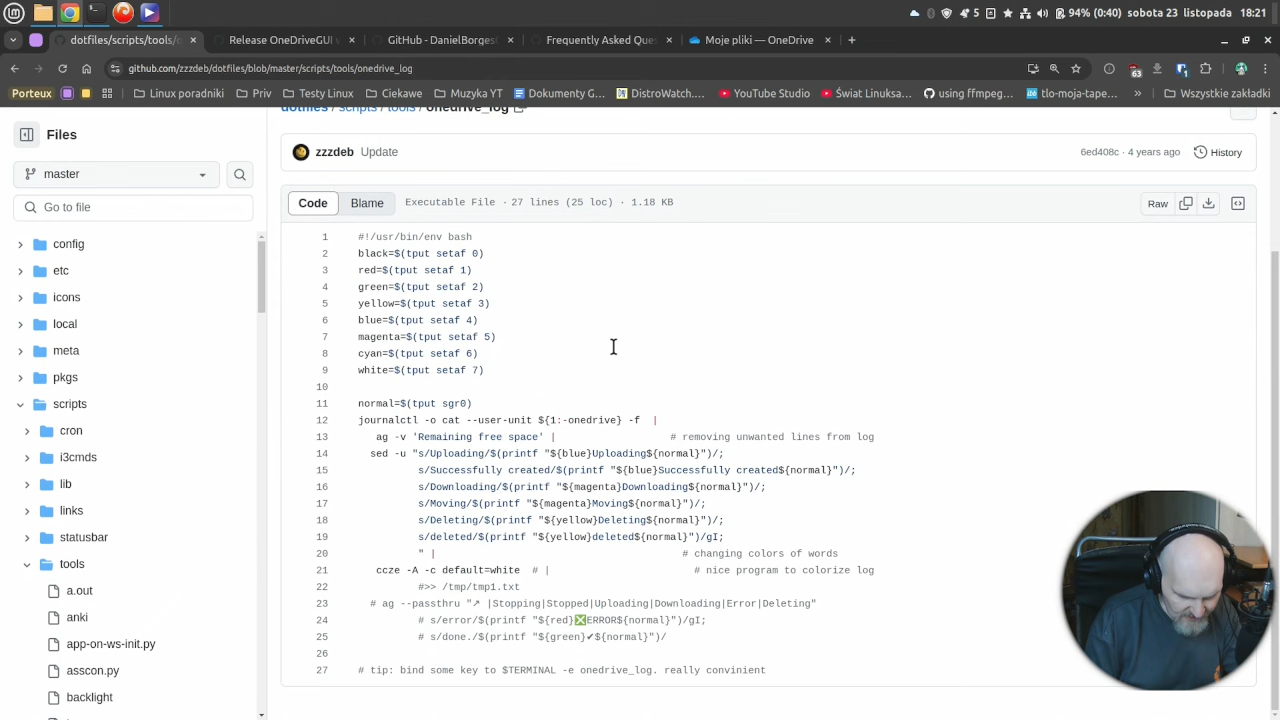 5 94% (0:40) sobota 23 listopada 18:21
dotfiles/scripts/tools/o × Release OneDriveGUI v × GitHub - DanielBorges × Frequently Asked Ques × Moje pliki — OneDrive × +
github.com/zzzdeb/dotfiles/blob/master/scripts/tools/onedrive_log 63 1
Porteux Linux poradniki Priv Testy Linux Ciekawe Muzyka YT Dokumenty G... DistroWatch.... YouTube Studio Świat Linuksa... using ffmpeg... tlo-moja-tape... » Wszystkie zakładki
dotfiles / scripts / tools / onedrive_log
Files
master
Go to file
config
etc
icons
local
meta
pkgs
scripts
cron
i3cmds
lib
links
statusbar
tools
a.out
anki
app-on-ws-init.py
asscon.py
backlight
zzzdeb Update 6ed408c · 4 years ago History
Code Blame Executable File · 27 lines (25 loc) · 1.18 KB Raw
1 #!/usr/bin/env bash
2 black=$(tput setaf 0)
3 red=$(tput setaf 1)
4 green=$(tput setaf 2)
5 yellow=$(tput setaf 3)
6 blue=$(tput setaf 4)
7 magenta=$(tput setaf 5)
8 cyan=$(tput setaf 6)
9 white=$(tput setaf 7)
10
11 normal=$(tput sgr0)
12 journalctl -o cat --user-unit ${1:-onedrive} -f |
13 ag -v 'Remaining free space' | # removing unwanted lines from log
14 sed -u "s/Uploading/$(printf "${blue}Uploading${normal}")/;
15 s/Successfully created/$(printf "${blue}Successfully created${normal}")/;
16 s/Downloading/$(printf "${magenta}Downloading${normal}")/;
17 s/Moving/$(printf "${magenta}Moving${normal}")/;
18 s/Deleting/$(printf "${yellow}Deleting${normal}")/;
19 s/deleted/$(printf "${yellow}deleted${normal}")/gI;
20 " | # changing colors of words
21 ccze -A -c default=white # | # nice program to colorize log
22 #>> /tmp/tmp1.txt
23 # ag --passthru "↗ |Stopping|Stopped|Uploading|Downloading|Error|Deleting"
24 # s/error/$(printf "${red}❎ERROR${normal}")/gI;
25 # s/done./$(printf "${green}✔${normal}")/
26
27 # tip: bind some key to $TERMINAL -e onedrive_log. really convinient